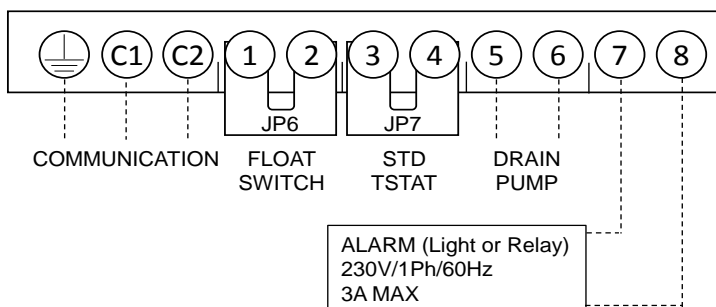 C1 C2 1 2 3 4 5 6 7 8
JP6 JP7
COMMUNICATION FLOAT SWITCH STD TSTAT DRAIN PUMP
ALARM (Light or Relay)
230V/1Ph/60Hz
3A MAX